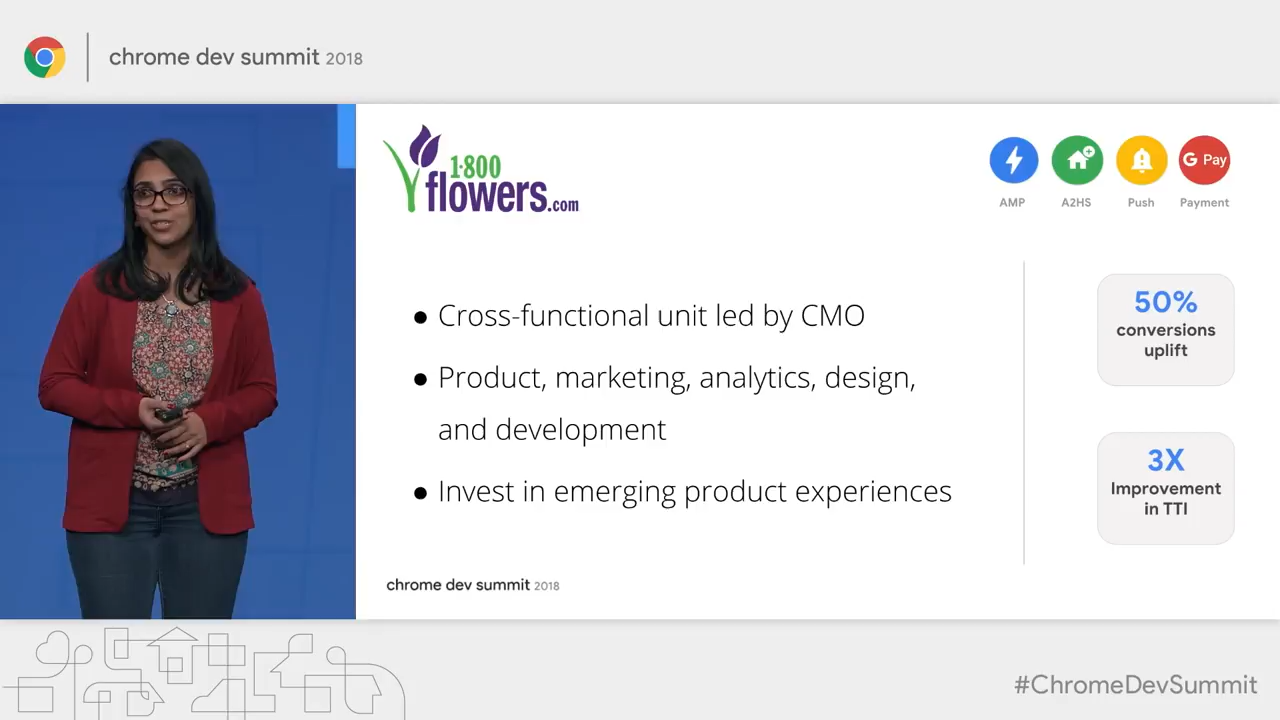 chrome dev summit 2018
1-800
flowers.com
G Pay
AMP
A2HS
Push
Payment
● Cross-functional unit led by CMO
● Product, marketing, analytics, design,
and development
● Invest in emerging product experiences
50%
conversions
uplift
3X
Improvement
in TTI
chrome dev summit 2018
#ChromeDevSummit